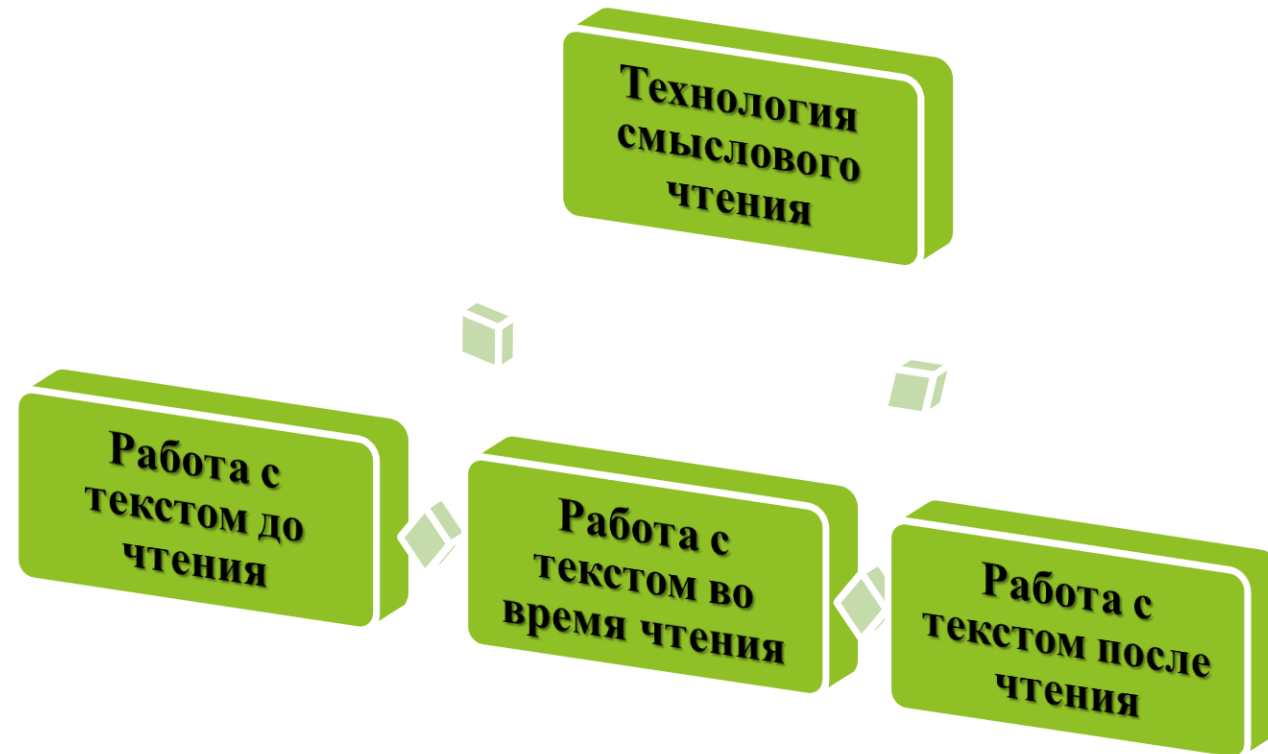 Технология
смыслового
чтения
Работа с
текстом до
чтения
Работа с
текстом во
время чтения
Работа с
текстом после
чтения